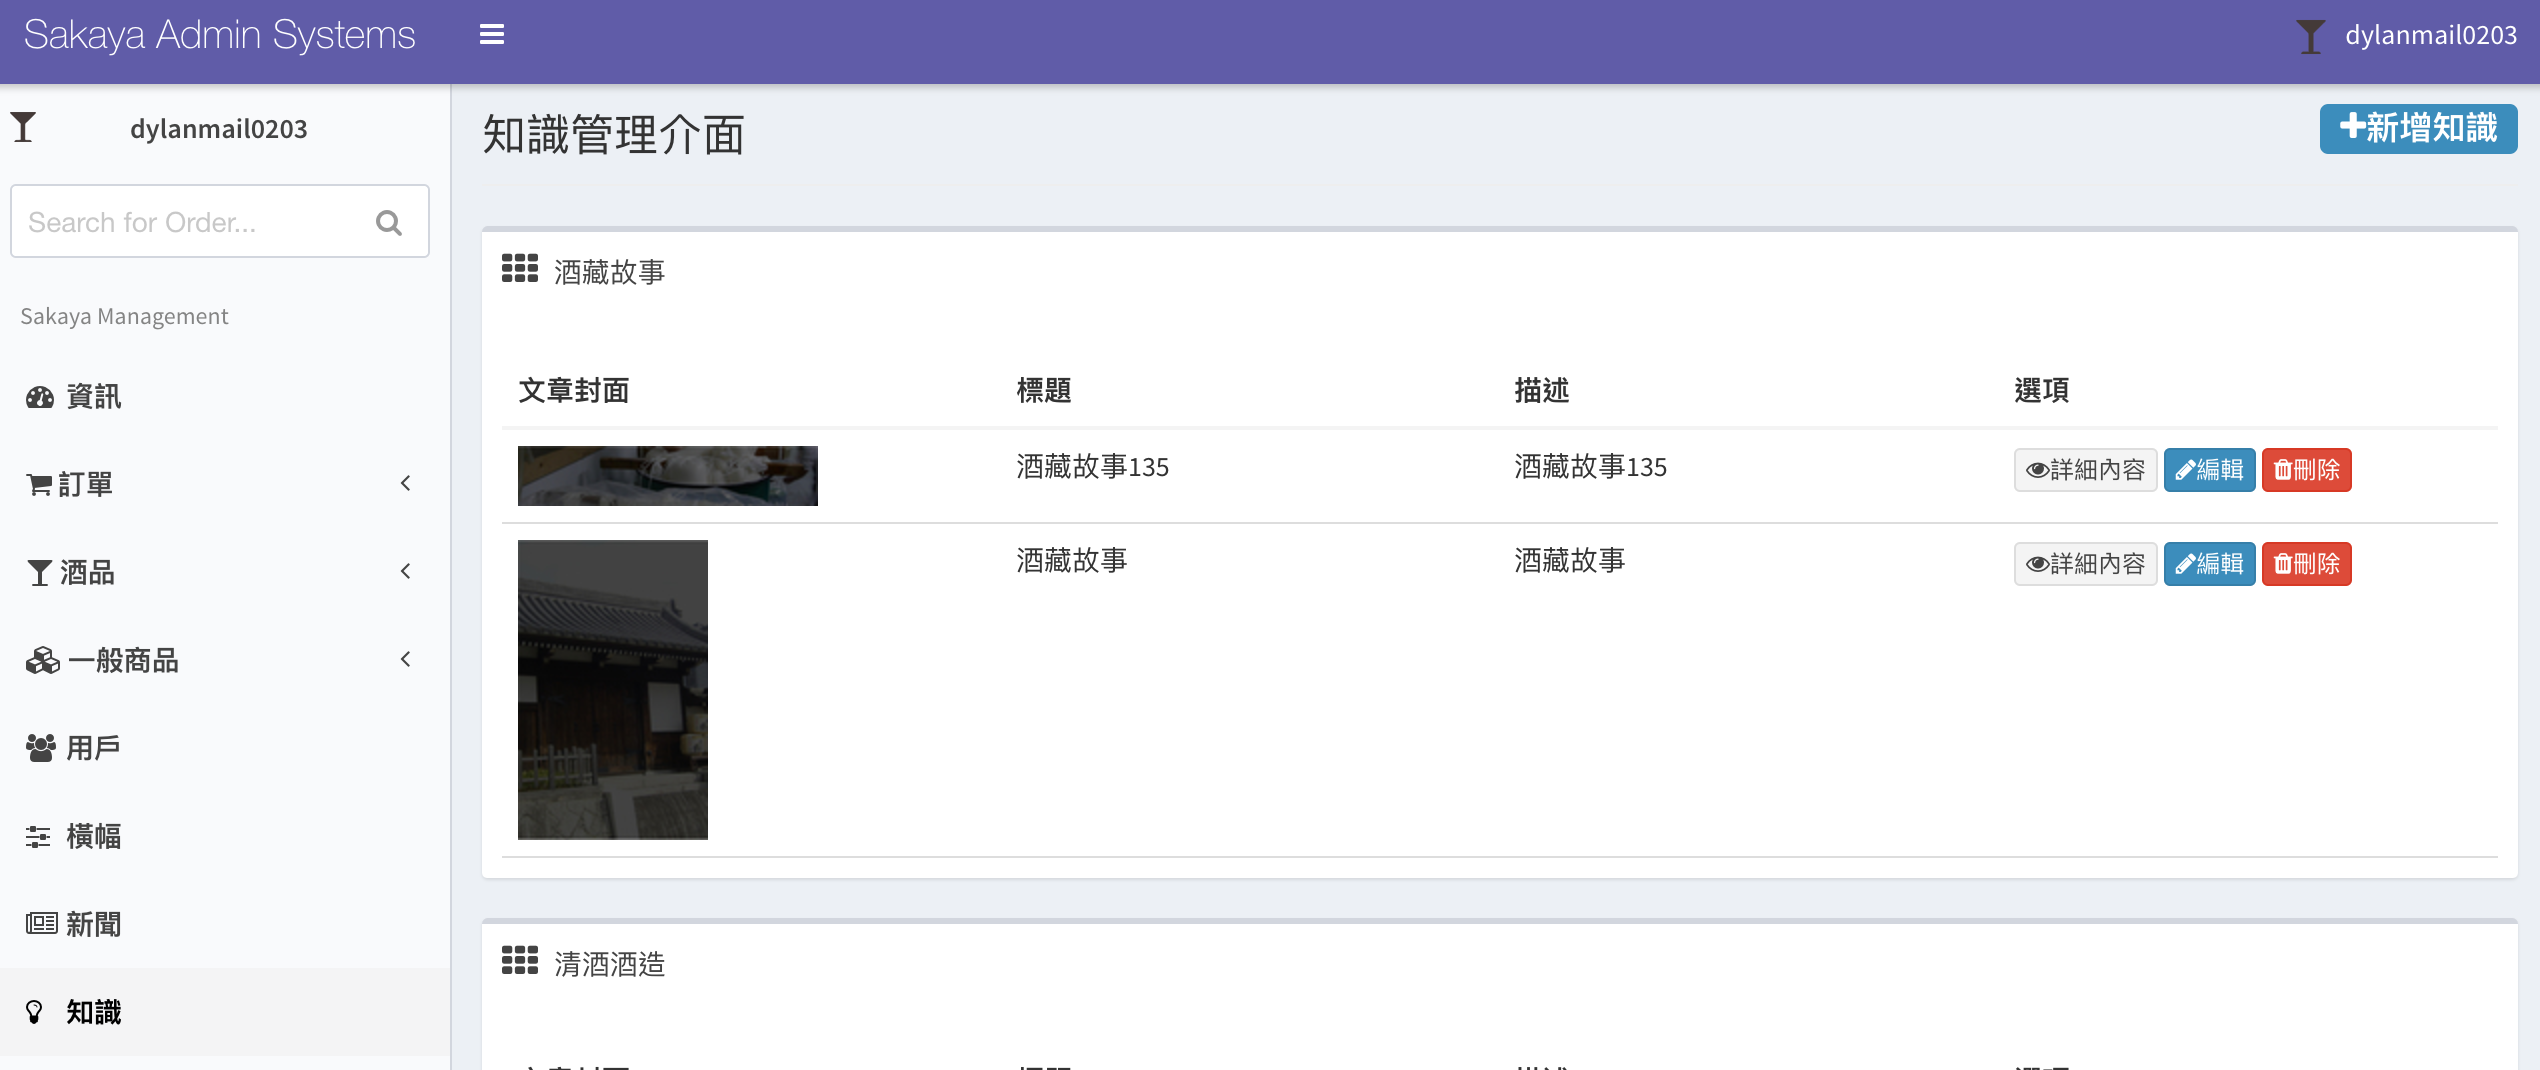 Sakaya Admin Systems
dylanmail0203
dylanmail0203
Search for Order...
Sakaya Management
資訊
訂單
酒品
一般商品
用戶
橫幅
新聞
知識
知識管理介面
新增知識
酒藏故事
文章封面 標題 描述 選項
酒藏故事135 酒藏故事135 詳細內容 編輯 刪除
酒藏故事 酒藏故事 詳細內容 編輯 刪除
清酒酒造